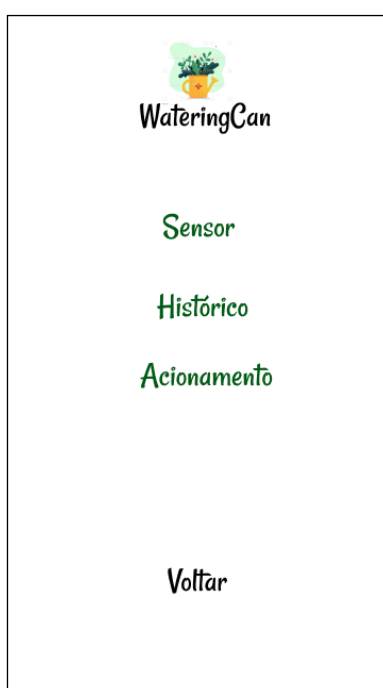 WateringCan
Sensor
Histórico
Acionamento
Voltar